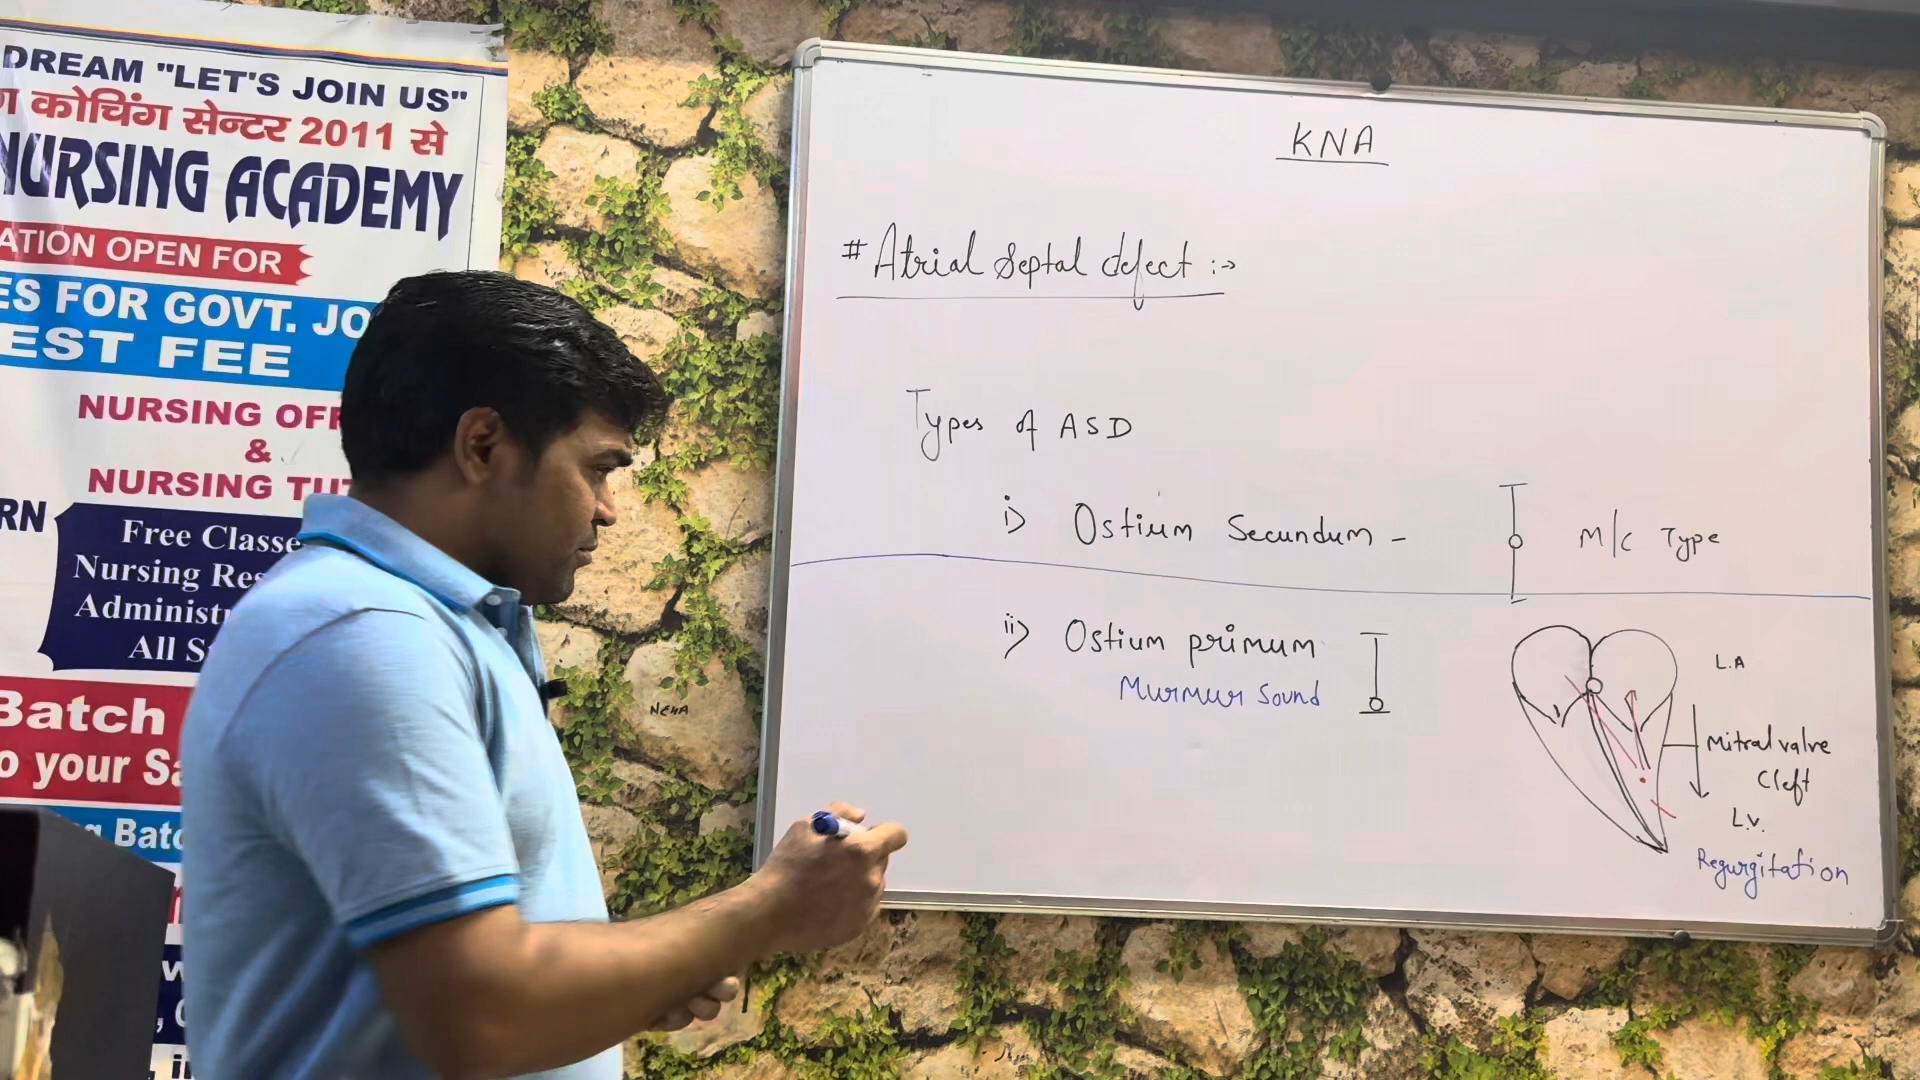 DREAM "LET'S JOIN US"
कोचिंग सेन्टर 2011 से
NURSING ACADEMY
ATION OPEN FOR
ES FOR GOVT. JO
EST FEE
NURSING OFF
&
NURSING TUT
RN
Free Classe
Nursing Res
Administr
All S
Batch
o your Sa
Batc
KNA
# Atrial Septal defect :->
Types of ASD
i) Ostium Secundum -
M/C Type
ii) Ostium primum
Murmur Sound
L.A
Mitral valve
Cleft
L.V.
Regurgitation
NEHA